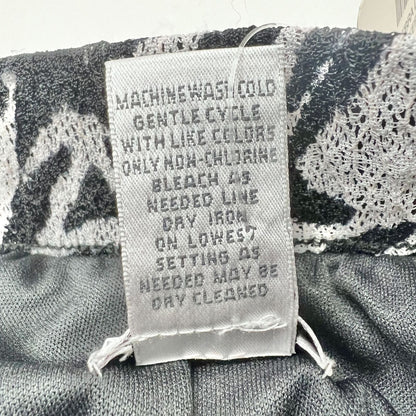 MACHINE WASH COLD
GENTLE CYCLE
WITH LIKE COLORS
ONLY NON-CHLORINE
BLEACH AS
NEEDED LINE
DRY IRON
ON LOWEST
SETTING AS
NEEDED MAY BE
DRY CLEANED